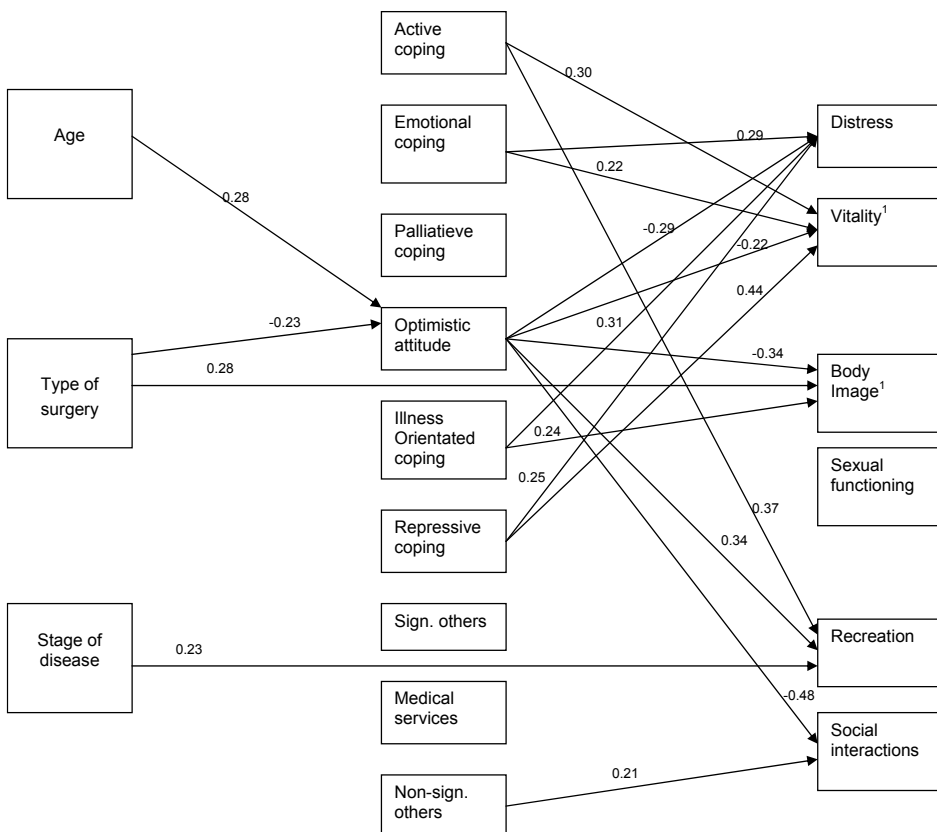 Active
coping
0.30
Age
Emotional
coping
0.29
Distress
0.22
0.28
Vitality1
Palliatieve
coping
-0.29
-0.22
0.44
-0.23
Optimistic
attitude
0.31
-0.34
Type of
surgery
0.28
Body
Image1
Illness
Orientated
coping
0.24
Sexual
functioning
0.25
Repressive
coping
0.37
0.34
Stage of
disease
0.23
Sign. others
Recreation
Medical
services
-0.48
Social
interactions
Non-sign.
others
0.21